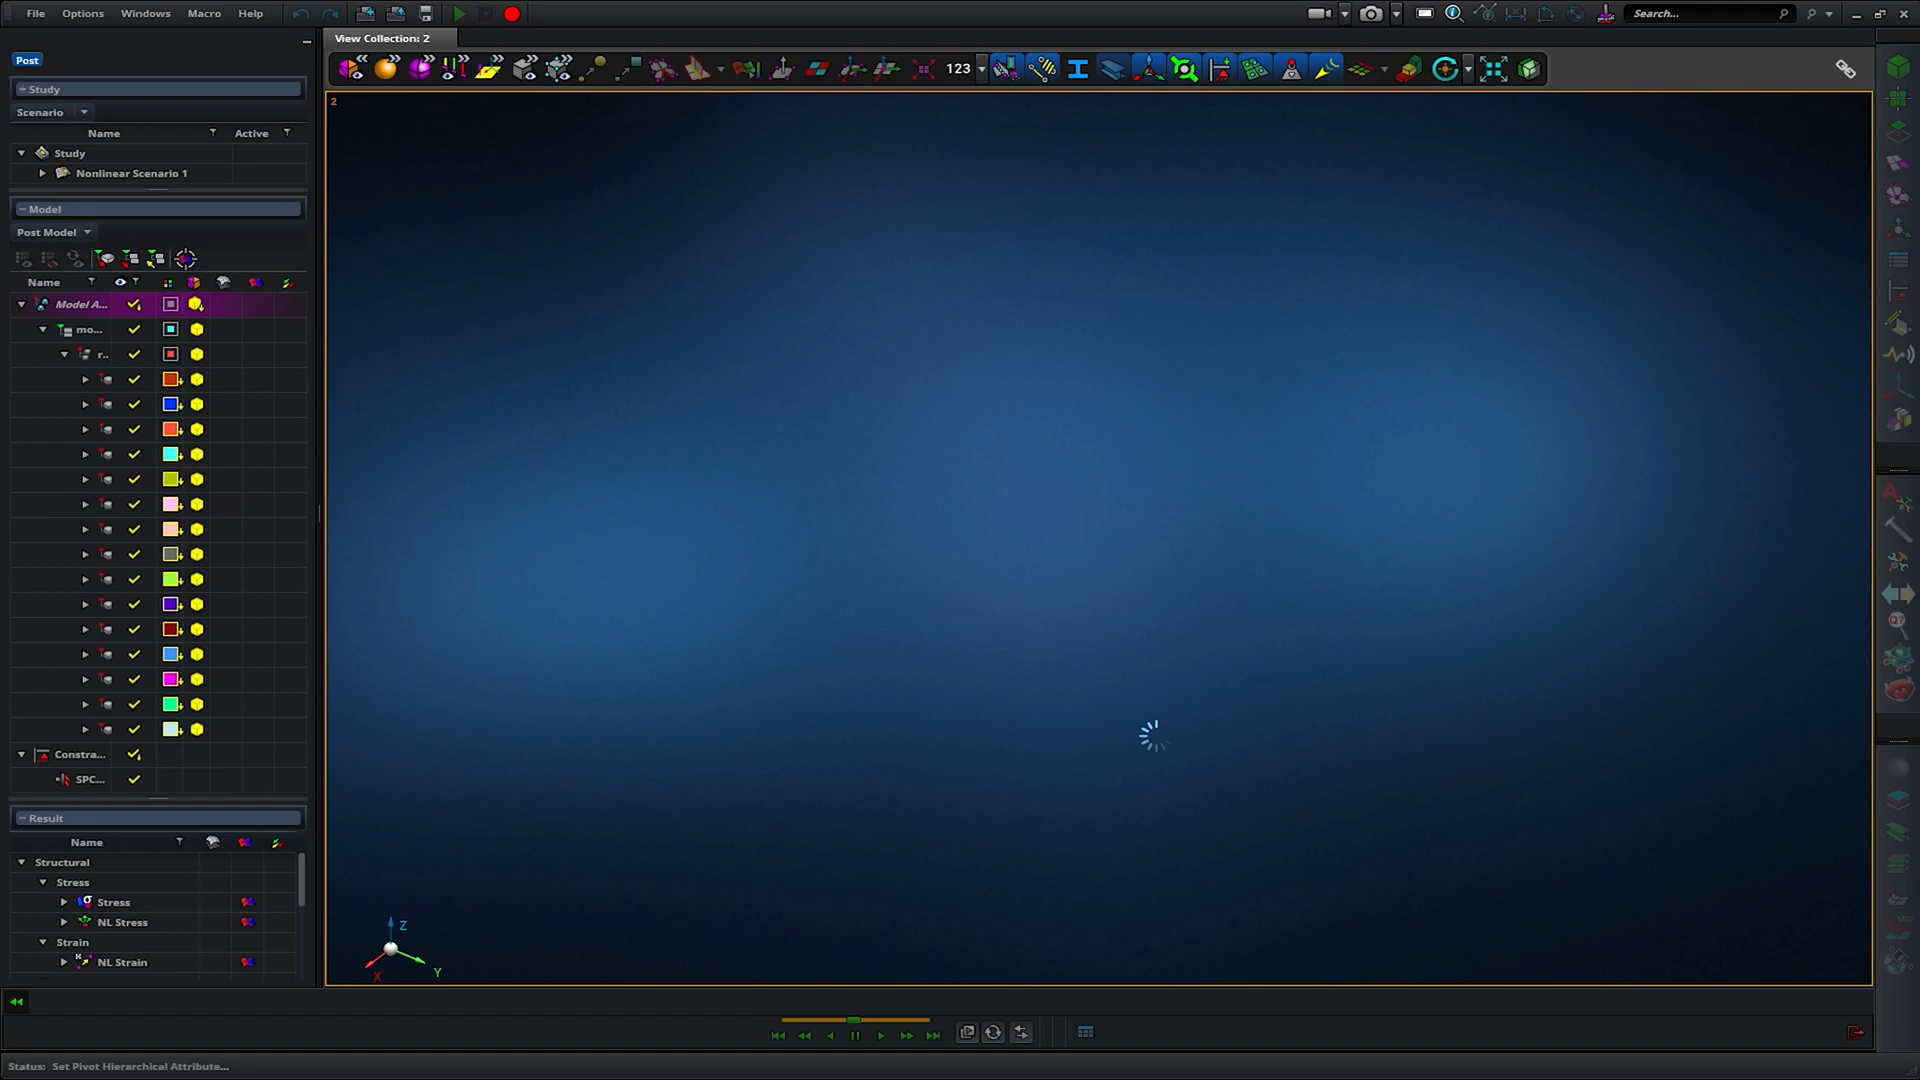 File Options Windows Macro Help
Search...
View Collection: 2
Post
123
Study
2
Scenario
Name Active
Study
Nonlinear Scenario 1
Model
Post Model
Name
Model A...
mo...
r..
Constra...
SPC...
Result
Name
Structural
Stress
Stress
NL Stress
Strain
NL Strain
Z
Y
X
Status: Set Pivot Hierarchical Attribute...